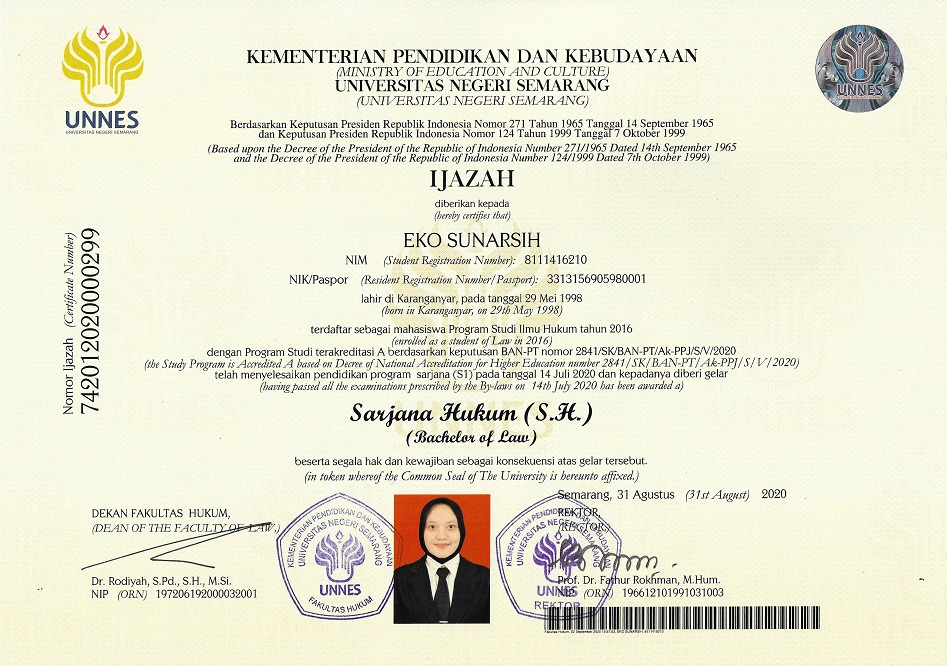 UNNES
UNIVERSITAS NEGERI SEMARANG
KEMENTERIAN PENDIDIKAN DAN KEBUDAYAAN
(MINISTRY OF EDUCATION AND CULTURE)
UNIVERSITAS NEGERI SEMARANG
(UNIVERSITAS NEGERI SEMARANG)
UNNES
Berdasarkan Keputusan Presiden Republik Indonesia Nomor 271 Tahun 1965 Tanggal 14 September 1965
dan Keputusan Presiden Republik Indonesia Nomor 124 Tahun 1999 Tanggal 7 Oktober 1999
(Based upon the Decree of the President of the Republic of Indonesia Number 271/1965 Dated 14th September 1965
and the Decree of the President of the Republic of Indonesia Number 124/1999 Dated 7th October 1999)
IJAZAH
diberikan kepada
(hereby certifies that)
EKO SUNARSIH
NIM (Student Registration Number): 8111416210
NIK/Paspor (Resident Registration Number/Passport): 3313156905980001
lahir di Karanganyar, pada tanggal 29 Mei 1998
(born in Karanganyar, on 29th May 1998)
terdaftar sebagai mahasiswa Program Studi Ilmu Hukum tahun 2016
(enrolled as a student of Law in 2016)
dengan Program Studi terakreditasi A berdasarkan keputusan BAN-PT nomor 2841/SK/BAN-PT/Ak-PPJ/S/V/2020
(the Study Program is Accredited A based on Decree of National Accreditation for Higher Education number 2841/SK/BAN-PT/Ak-PPJ/S/V/2020)
telah menyelesaikan pendidikan program sarjana (S1) pada tanggal 14 Juli 2020 dan kepadanya diberi gelar
(having passed all the examinations prescribed by the By-laws on 14th July 2020 has been awarded a)
Sarjana Hukum (S.H.)
(Bachelor of Law)
beserta segala hak dan kewajiban sebagai konsekuensi atas gelar tersebut.
(in token whereof the Common Seal of The University is hereunto affixed.)
Nomor Ijazah (Certificate Number)
742012020000299
Semarang, 31 Agustus (31st August) 2020
DEKAN FAKULTAS HUKUM,
(DEAN OF THE FACULTY OF LAW,)
Dr. Rodiyah, S.Pd., S.H., M.Si.
NIP (ORN) 197206192000032001
KEMENTERIAN PENDIDIKAN DAN KEBUDAYAAN
UNIVERSITAS NEGERI SEMARANG
UNNES
FAKULTAS HUKUM
KEMENTERIAN PENDIDIKAN DAN KEBUDAYAAN
UNIVERSITAS NEGERI SEMARANG
UNNES
REKTOR
REKTOR,
(RECTOR,
Prof. Dr. Fathur Rokhman, M.Hum.
NIP (ORN) 196612101991031003